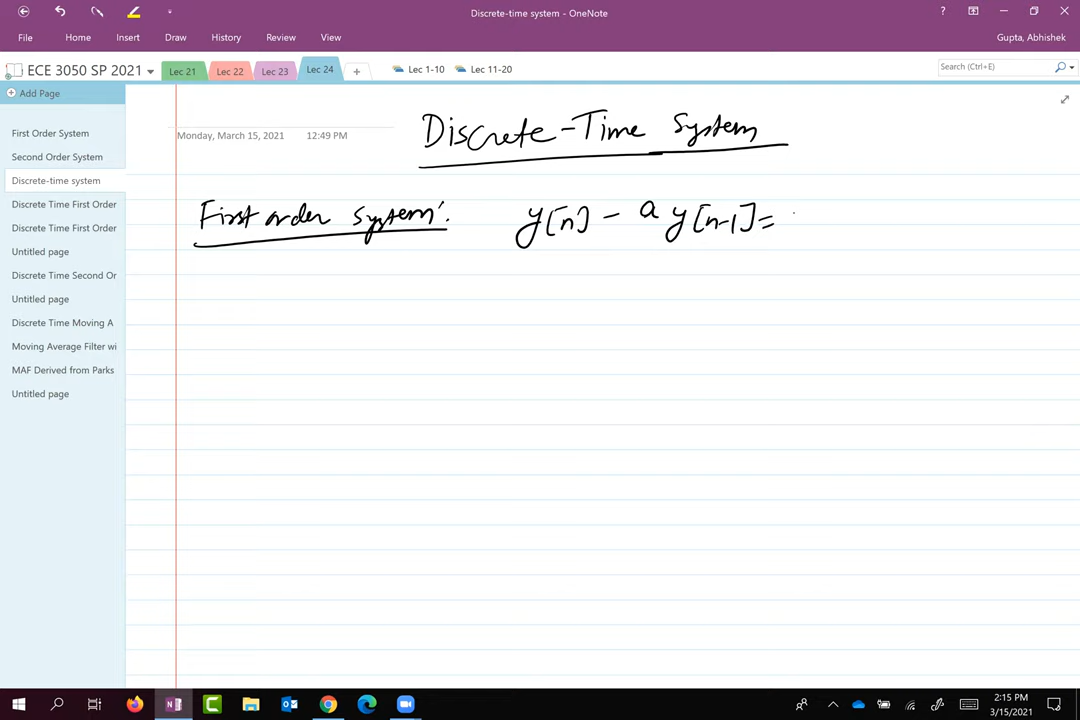 Discrete-time system - OneNote
File Home Insert Draw History Review View
Gupta, Abhishek
ECE 3050 SP 2021
Lec 21
Lec 22
Lec 23
Lec 24
Lec 1-10
Lec 11-20
Search (Ctrl+E)
Add Page
First Order System
Second Order System
Discrete-time system
Discrete Time First Order
Discrete Time First Order
Untitled page
Discrete Time Second Or
Untitled page
Discrete Time Moving A
Moving Average Filter wi
MAF Derived from Parks
Untitled page
Monday, March 15, 2021 12:49 PM
Discrete-Time System
First order system: y[n] - a y[n-1] =
2:15 PM
3/15/2021